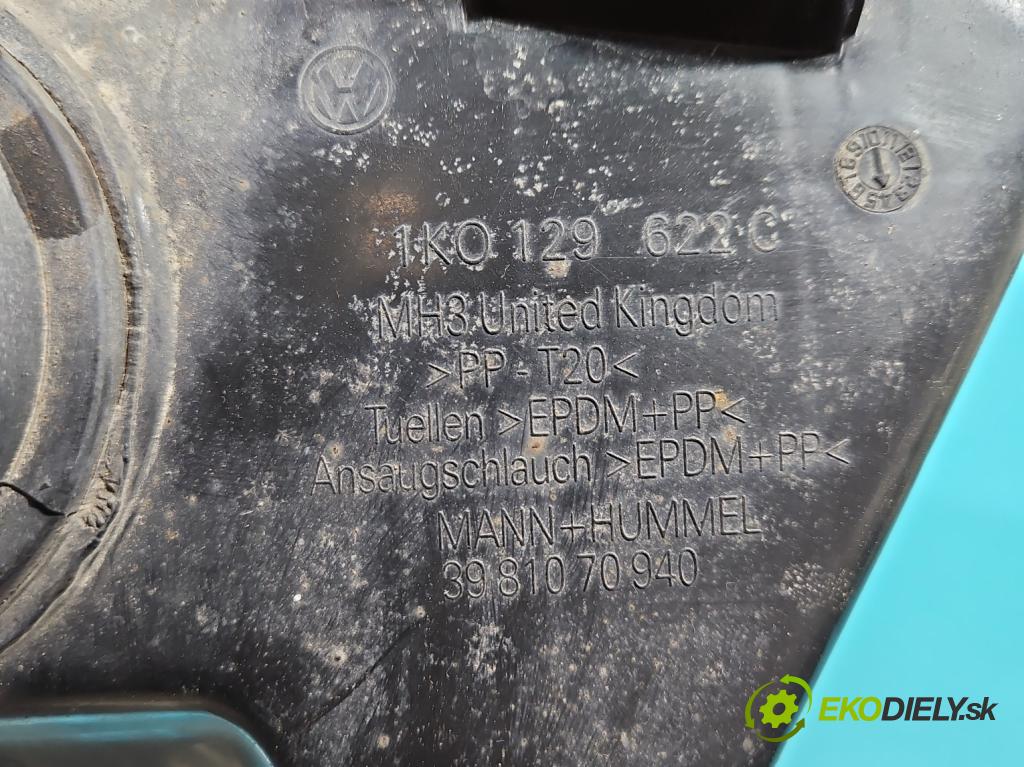 1K0 129 622 C
MH3 United Kingdom
>PP - T20<
Tuellen >EPDM+PP<
Ansaugschlauch >EPDM+PP<
MANN+HUMMEL
39 810 70 940
EKODIELY.sk